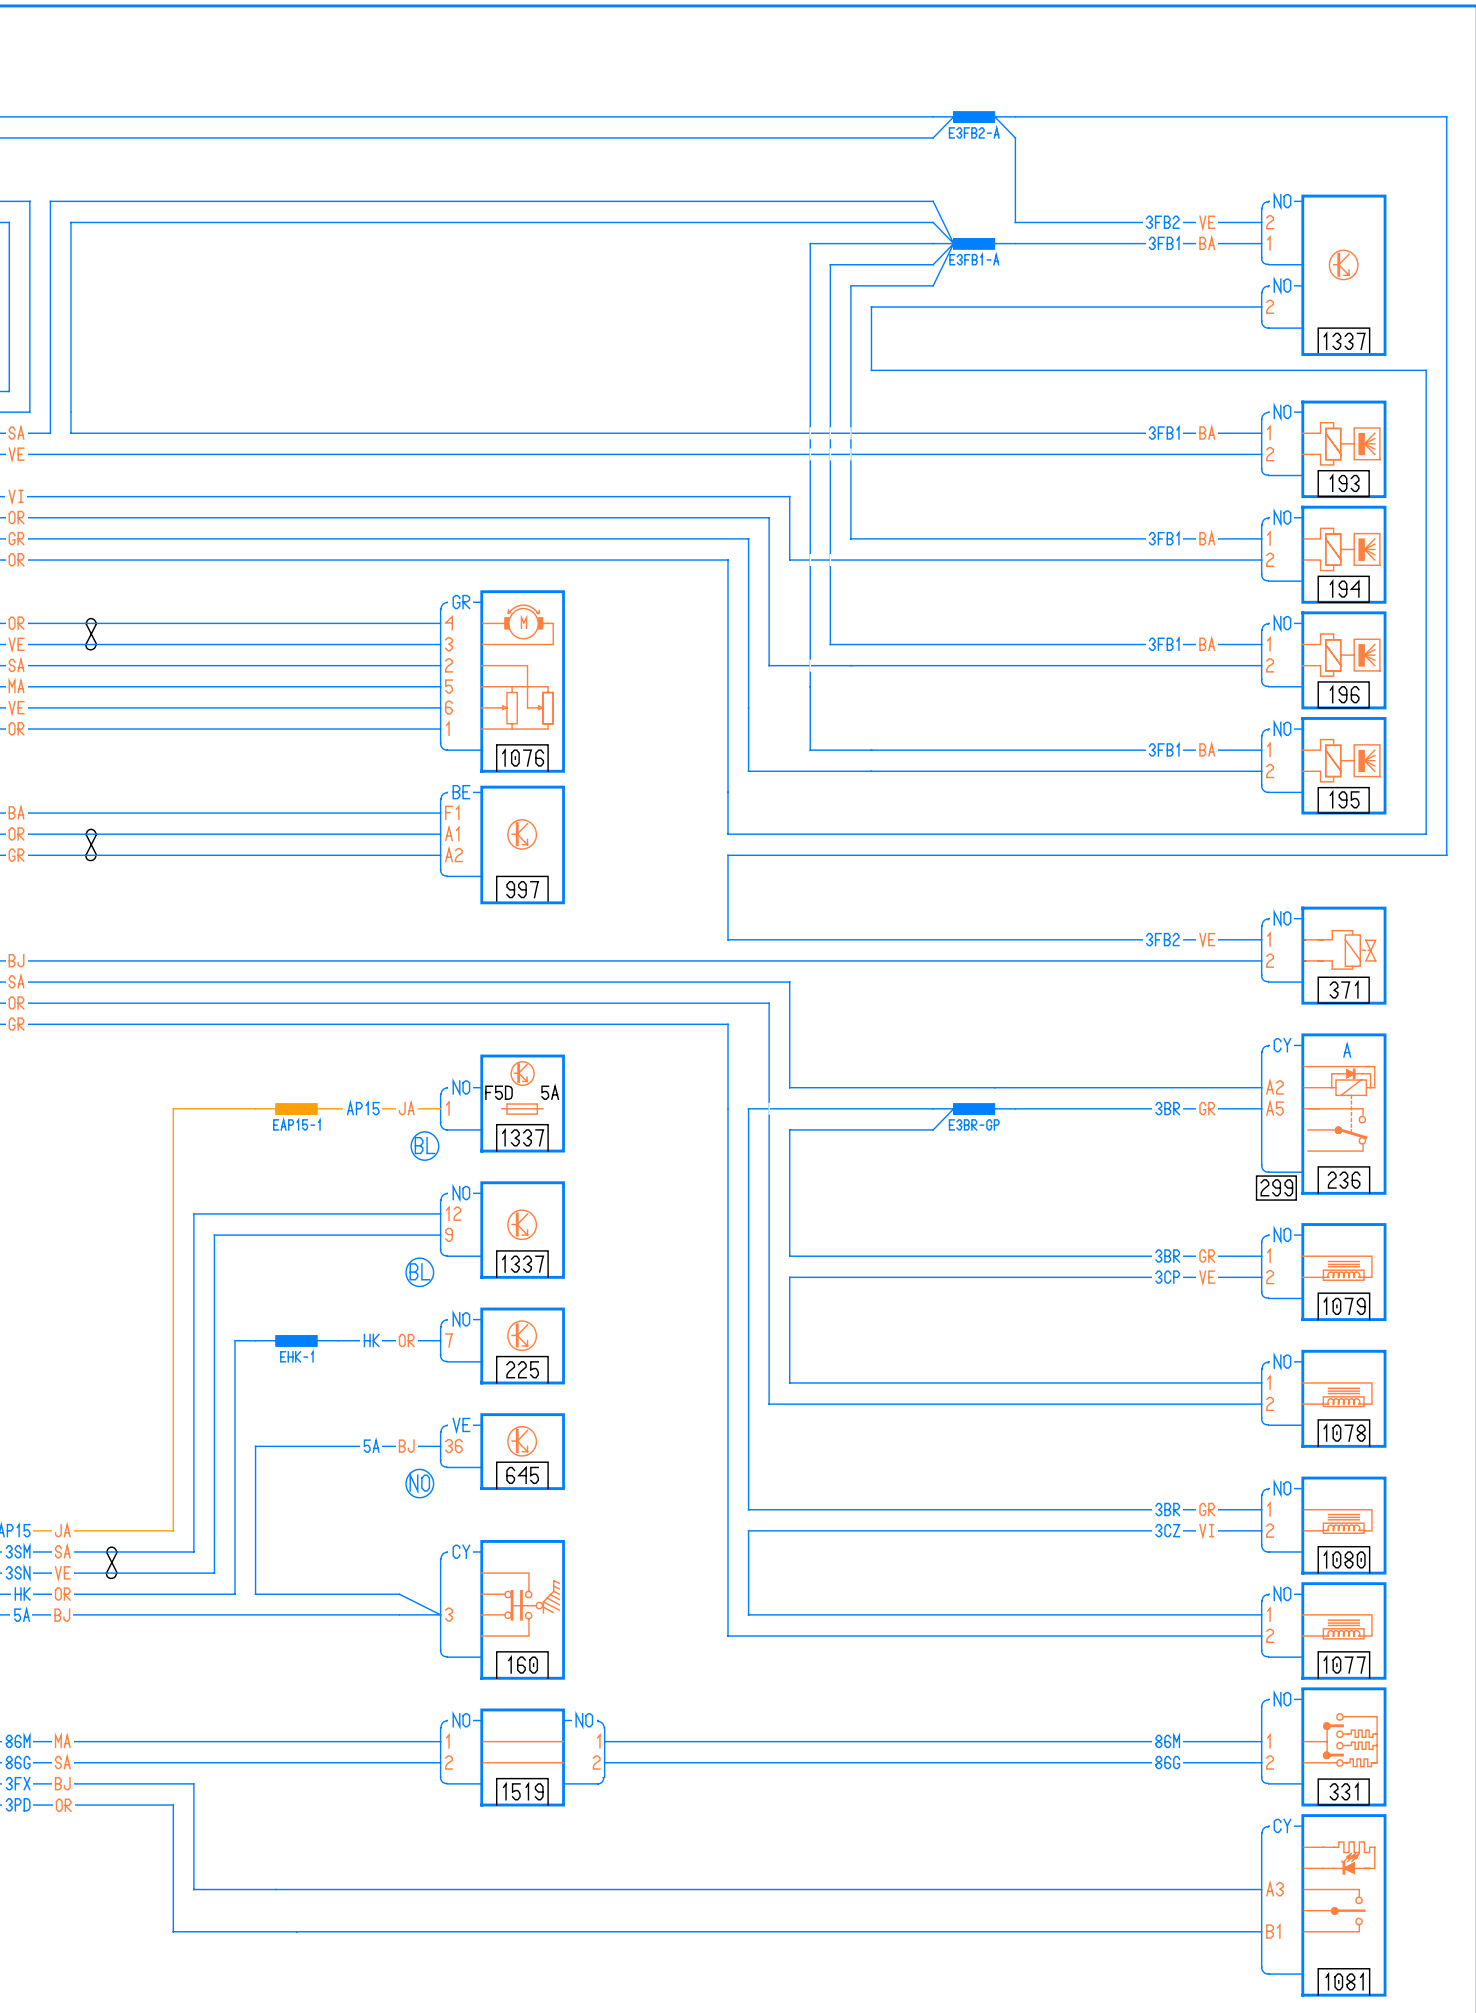 E3FB2-A
NO
3FB2 VE 2
3FB1 BA 1
E3FB1-A
NO
2
1337
NO
SA 3FB1 BA 1
VE 2
193
VI
OR NO
GR 3FB1 BA 1
OR 2
194
GR
OR 4 NO
VE 3 3FB1 BA 1
SA 2 2
MA 5
VE 6 196
OR 1
M
1076
NO
3FB1 BA 1
2
195
BE
BA F1
OR A1
GR A2
997
NO
3FB2 VE 1
BJ 2
SA 371
OR
GR
CY A
NO F5D 5A A2
EAP15-1 AP15 JA 1 E3BR-GP 3BR GR A5
BL 1337
299 236
NO
12
9
BL 1337
NO
3BR GR 1
3CP VE 2
1079
NO
EHK-1 HK OR 7
225
NO
1
2
1078
VE
5A BJ 36
NO 645
NO
3BR GR 1
AP15 JA 3CZ VI 2
3SM SA CY 1080
3SN VE
HK OR NO
5A BJ 3 1
2
160 1077
NO NO NO
86M MA 1 1 86M 1
86G SA 2 2 86G 2
3FX BJ 1519 331
3PD OR
CY
A3
B1
1081